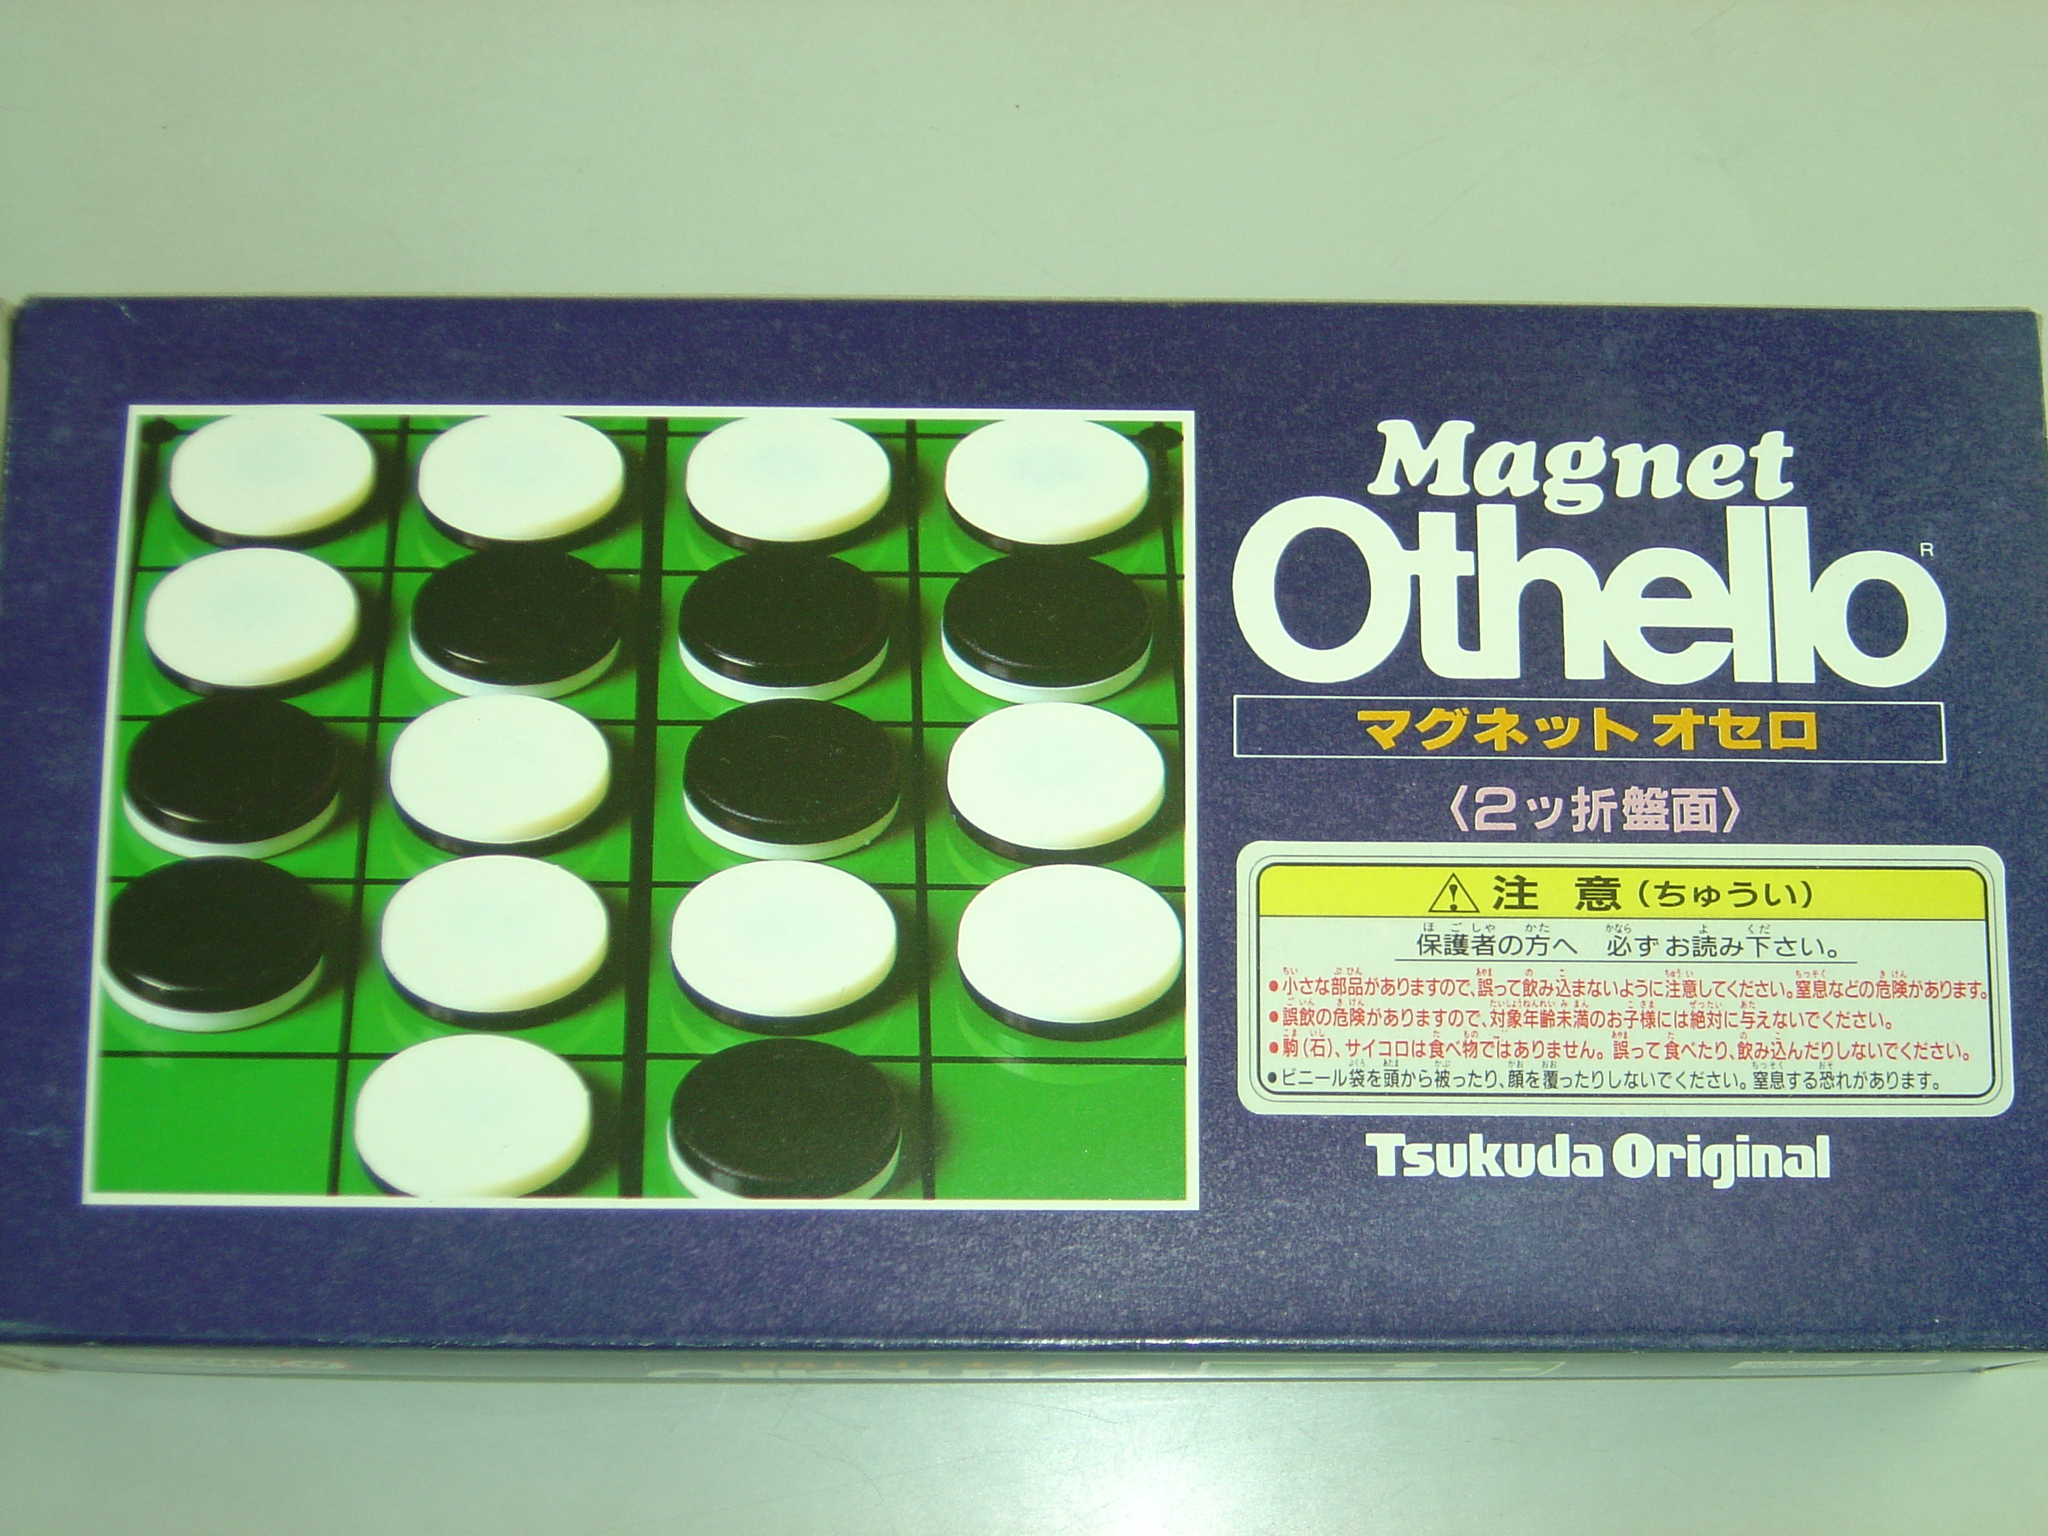 Magnet
Othello®
マグネット オセロ
〈2ッ折盤面〉
⚠注 意(ちゅうい)
保護者の方へ 必ずお読み下さい。
•小さな部品がありますので、誤って飲み込まないように注意してください。窒息などの危険があります。
•誤飲の危険がありますので、対象年齢未満のお子様には絶対に与えないでください。
•駒(石)、サイコロは食べ物ではありません。誤って食べたり、飲み込んだりしないでください。
•ビニール袋を頭から被ったり、顔を覆ったりしないでください。窒息する恐れがあります。
Tsukuda Original